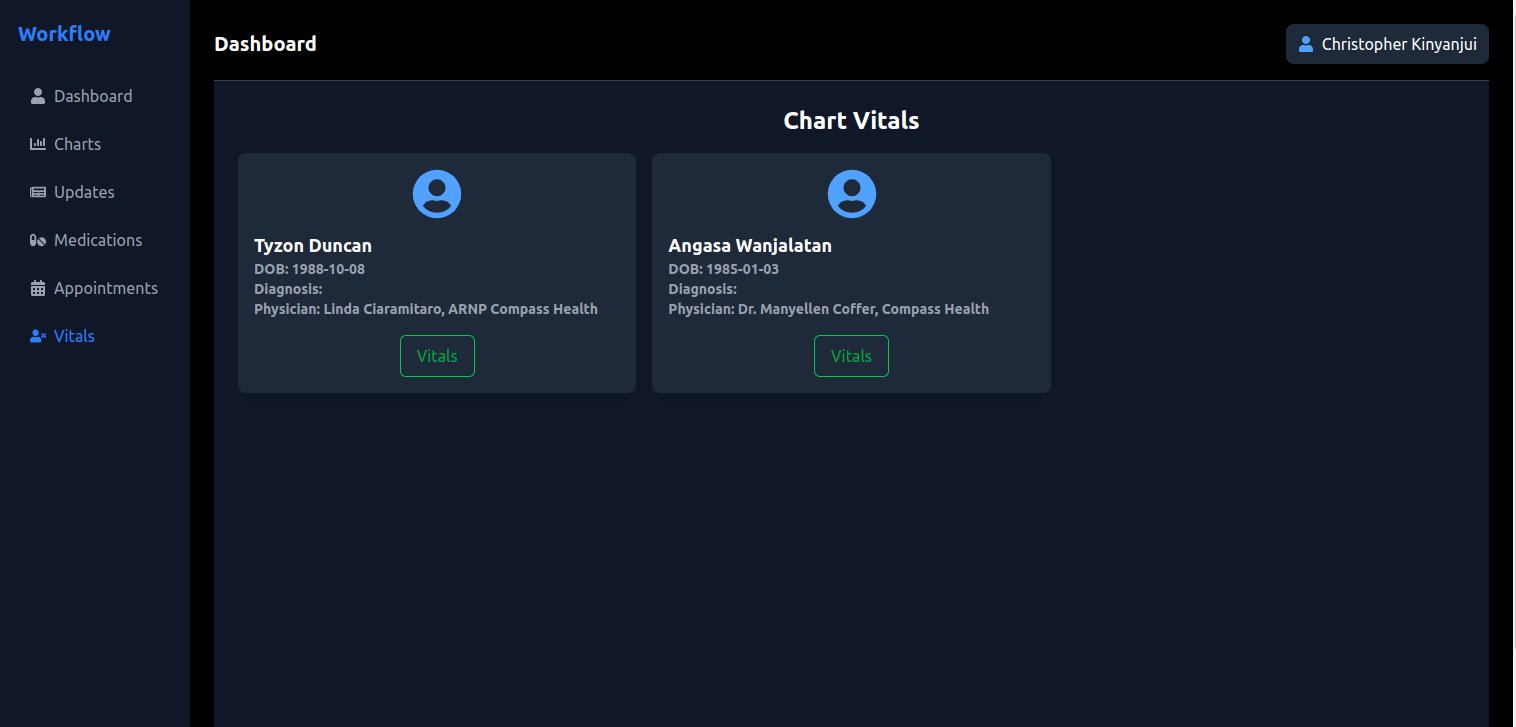 Workflow
Dashboard
Charts
Updates
Medications
Appointments
Vitals
Dashboard
Christopher Kinyanjui
Chart Vitals
Tyzon Duncan
DOB: 1988-10-08
Diagnosis:
Physician: Linda Ciaramitaro, ARNP Compass Health
Vitals
Angasa Wanjalatan
DOB: 1985-01-03
Diagnosis:
Physician: Dr. Manyellen Coffer, Compass Health
Vitals